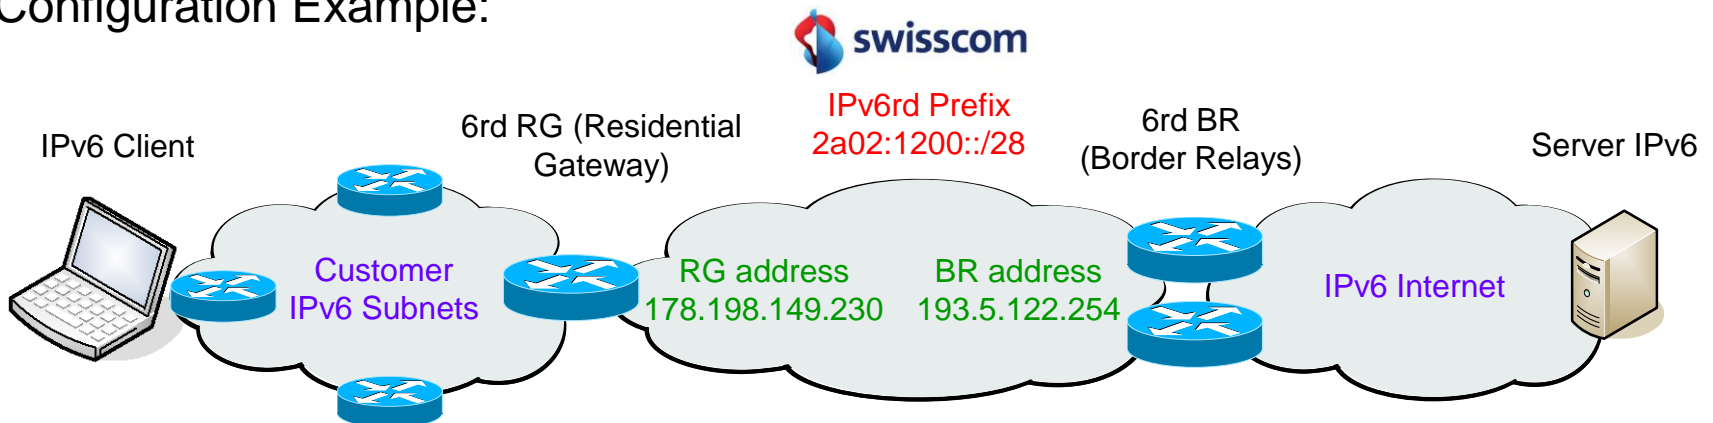 Configuration Example:
swisscom
IPv6rd Prefix
2a02:1200::/28
IPv6 Client
6rd RG (Residential
Gateway)
6rd BR
(Border Relays)
Server IPv6
Customer
IPv6 Subnets
RG address
178.198.149.230
BR address
193.5.122.254
IPv6 Internet